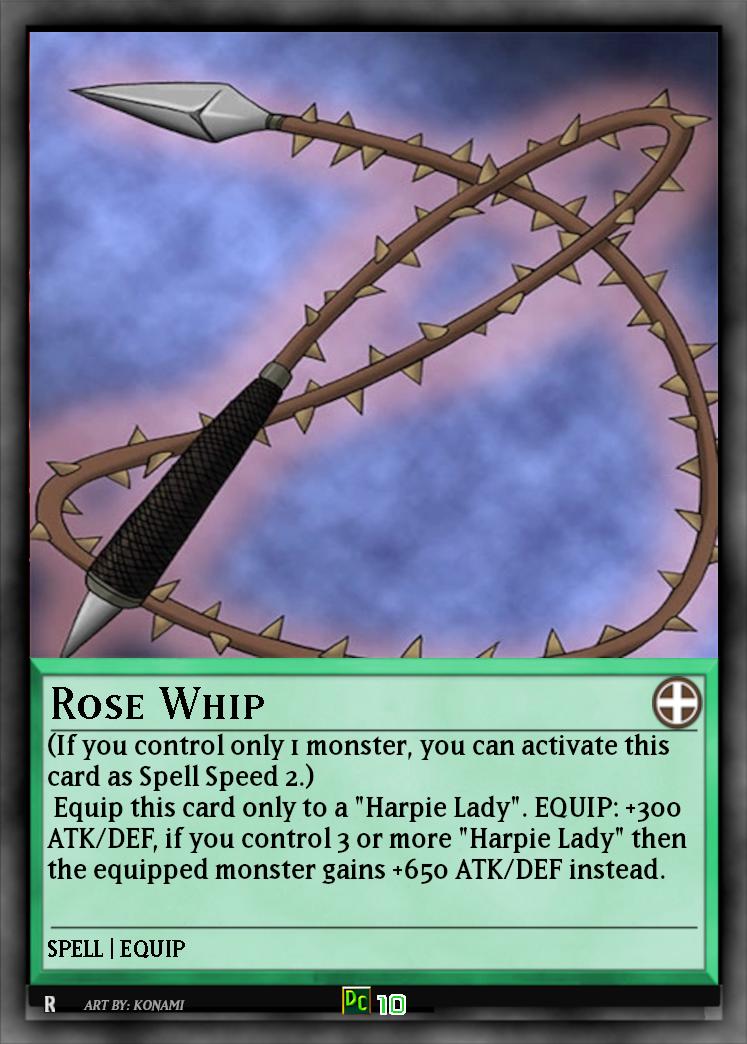 Rose Whip
(If you control only 1 monster, you can activate this
card as Spell Speed 2.)
Equip this card only to a "Harpie Lady". EQUIP: +300
ATK/DEF, if you control 3 or more "Harpie Lady" then
the equipped monster gains +650 ATK/DEF instead.
SPELL | EQUIP
R ART BY: KONAMI DC 10